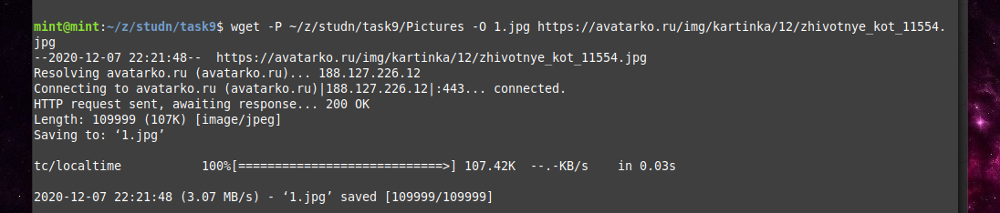 mint@mint:~/z/studn/task9$ wget -P ~/z/studn/task9/Pictures -O 1.jpg https://avatarko.ru/img/kartinka/12/zhivotnye_kot_11554.
jpg
--2020-12-07 22:21:48--  https://avatarko.ru/img/kartinka/12/zhivotnye_kot_11554.jpg
Resolving avatarko.ru (avatarko.ru)... 188.127.226.12
Connecting to avatarko.ru (avatarko.ru)|188.127.226.12|:443... connected.
HTTP request sent, awaiting response... 200 OK
Length: 109999 (107K) [image/jpeg]
Saving to: ‘1.jpg’
tc/localtime           100%[============================>] 107.42K  --.-KB/s    in 0.03s
2020-12-07 22:21:48 (3.07 MB/s) - ‘1.jpg’ saved [109999/109999]